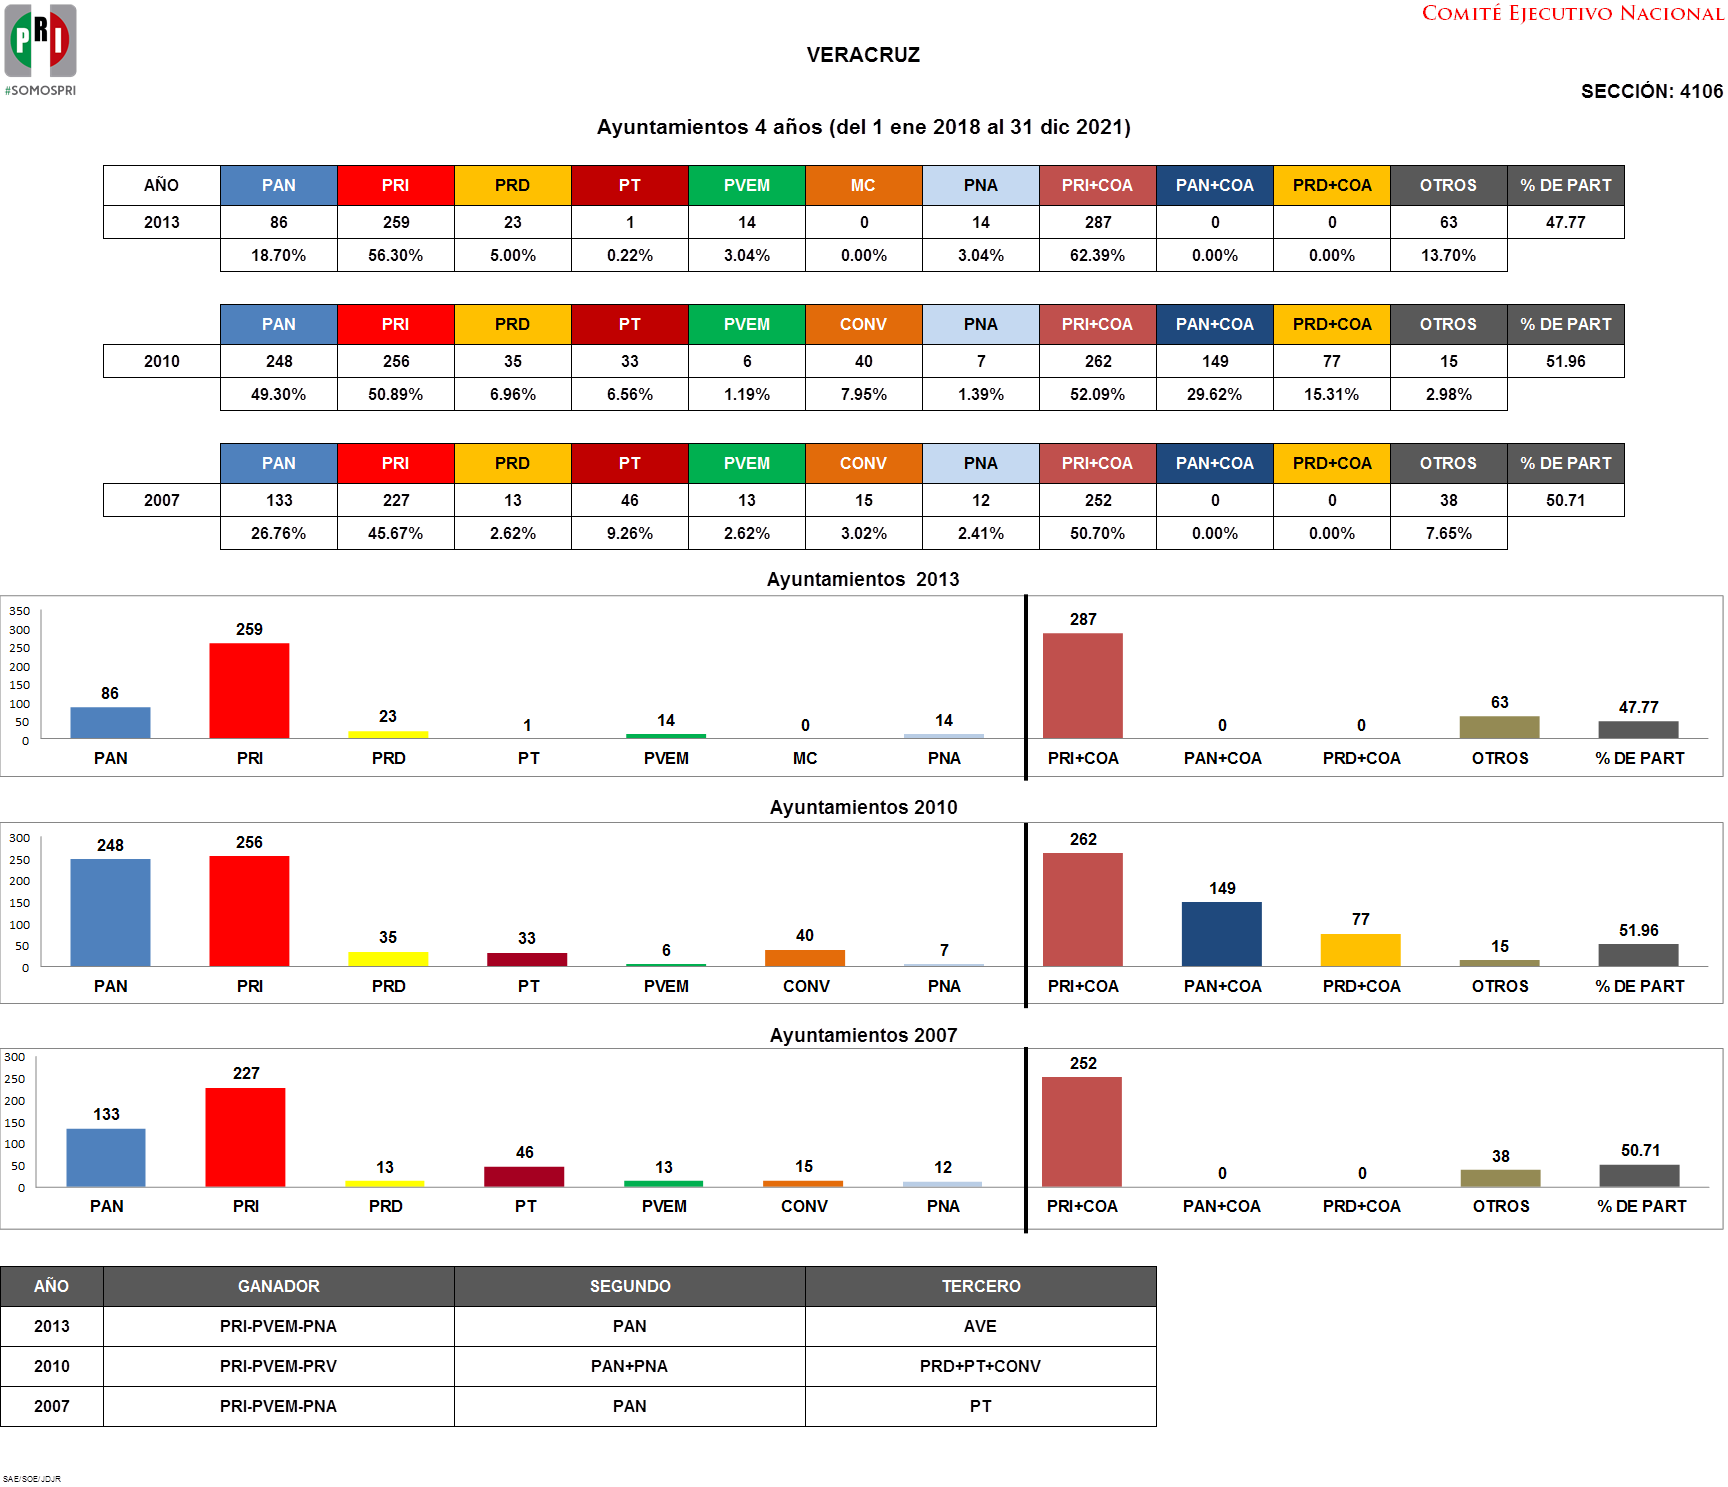 PRI
#SOMOSPRI
COMITÉ EJECUTIVO NACIONAL
VERACRUZ
SECCIÓN: 4106
Ayuntamientos 4 años (del 1 ene 2018 al 31 dic 2021)
AÑO PAN PRI PRD PT PVEM MC PNA PRI+COA PAN+COA PRD+COA OTROS % DE PART
2013 86 259 23 1 14 0 14 287 0 0 63 47.77
18.70% 56.30% 5.00% 0.22% 3.04% 0.00% 3.04% 62.39% 0.00% 0.00% 13.70%
PAN PRI PRD PT PVEM CONV PNA PRI+COA PAN+COA PRD+COA OTROS % DE PART
2010 248 256 35 33 6 40 7 262 149 77 15 51.96
49.30% 50.89% 6.96% 6.56% 1.19% 7.95% 1.39% 52.09% 29.62% 15.31% 2.98%
PAN PRI PRD PT PVEM CONV PNA PRI+COA PAN+COA PRD+COA OTROS % DE PART
2007 133 227 13 46 13 15 12 252 0 0 38 50.71
26.76% 45.67% 2.62% 9.26% 2.62% 3.02% 2.41% 50.70% 0.00% 0.00% 7.65%
Ayuntamientos 2013
350
300
250
200
150
100
50
0
86 259 23 1 14 0 14 287 0 0 63 47.77
PAN PRI PRD PT PVEM MC PNA PRI+COA PAN+COA PRD+COA OTROS % DE PART
Ayuntamientos 2010
300
250
200
150
100
50
0
248 256 35 33 6 40 7 262 149 77 15 51.96
PAN PRI PRD PT PVEM CONV PNA PRI+COA PAN+COA PRD+COA OTROS % DE PART
Ayuntamientos 2007
300
250
200
150
100
50
0
133 227 13 46 13 15 12 252 0 0 38 50.71
PAN PRI PRD PT PVEM CONV PNA PRI+COA PAN+COA PRD+COA OTROS % DE PART
AÑO GANADOR SEGUNDO TERCERO
2013 PRI-PVEM-PNA PAN AVE
2010 PRI-PVEM-PRV PAN+PNA PRD+PT+CONV
2007 PRI-PVEM-PNA PAN PT
SAE/SOE/JDJR